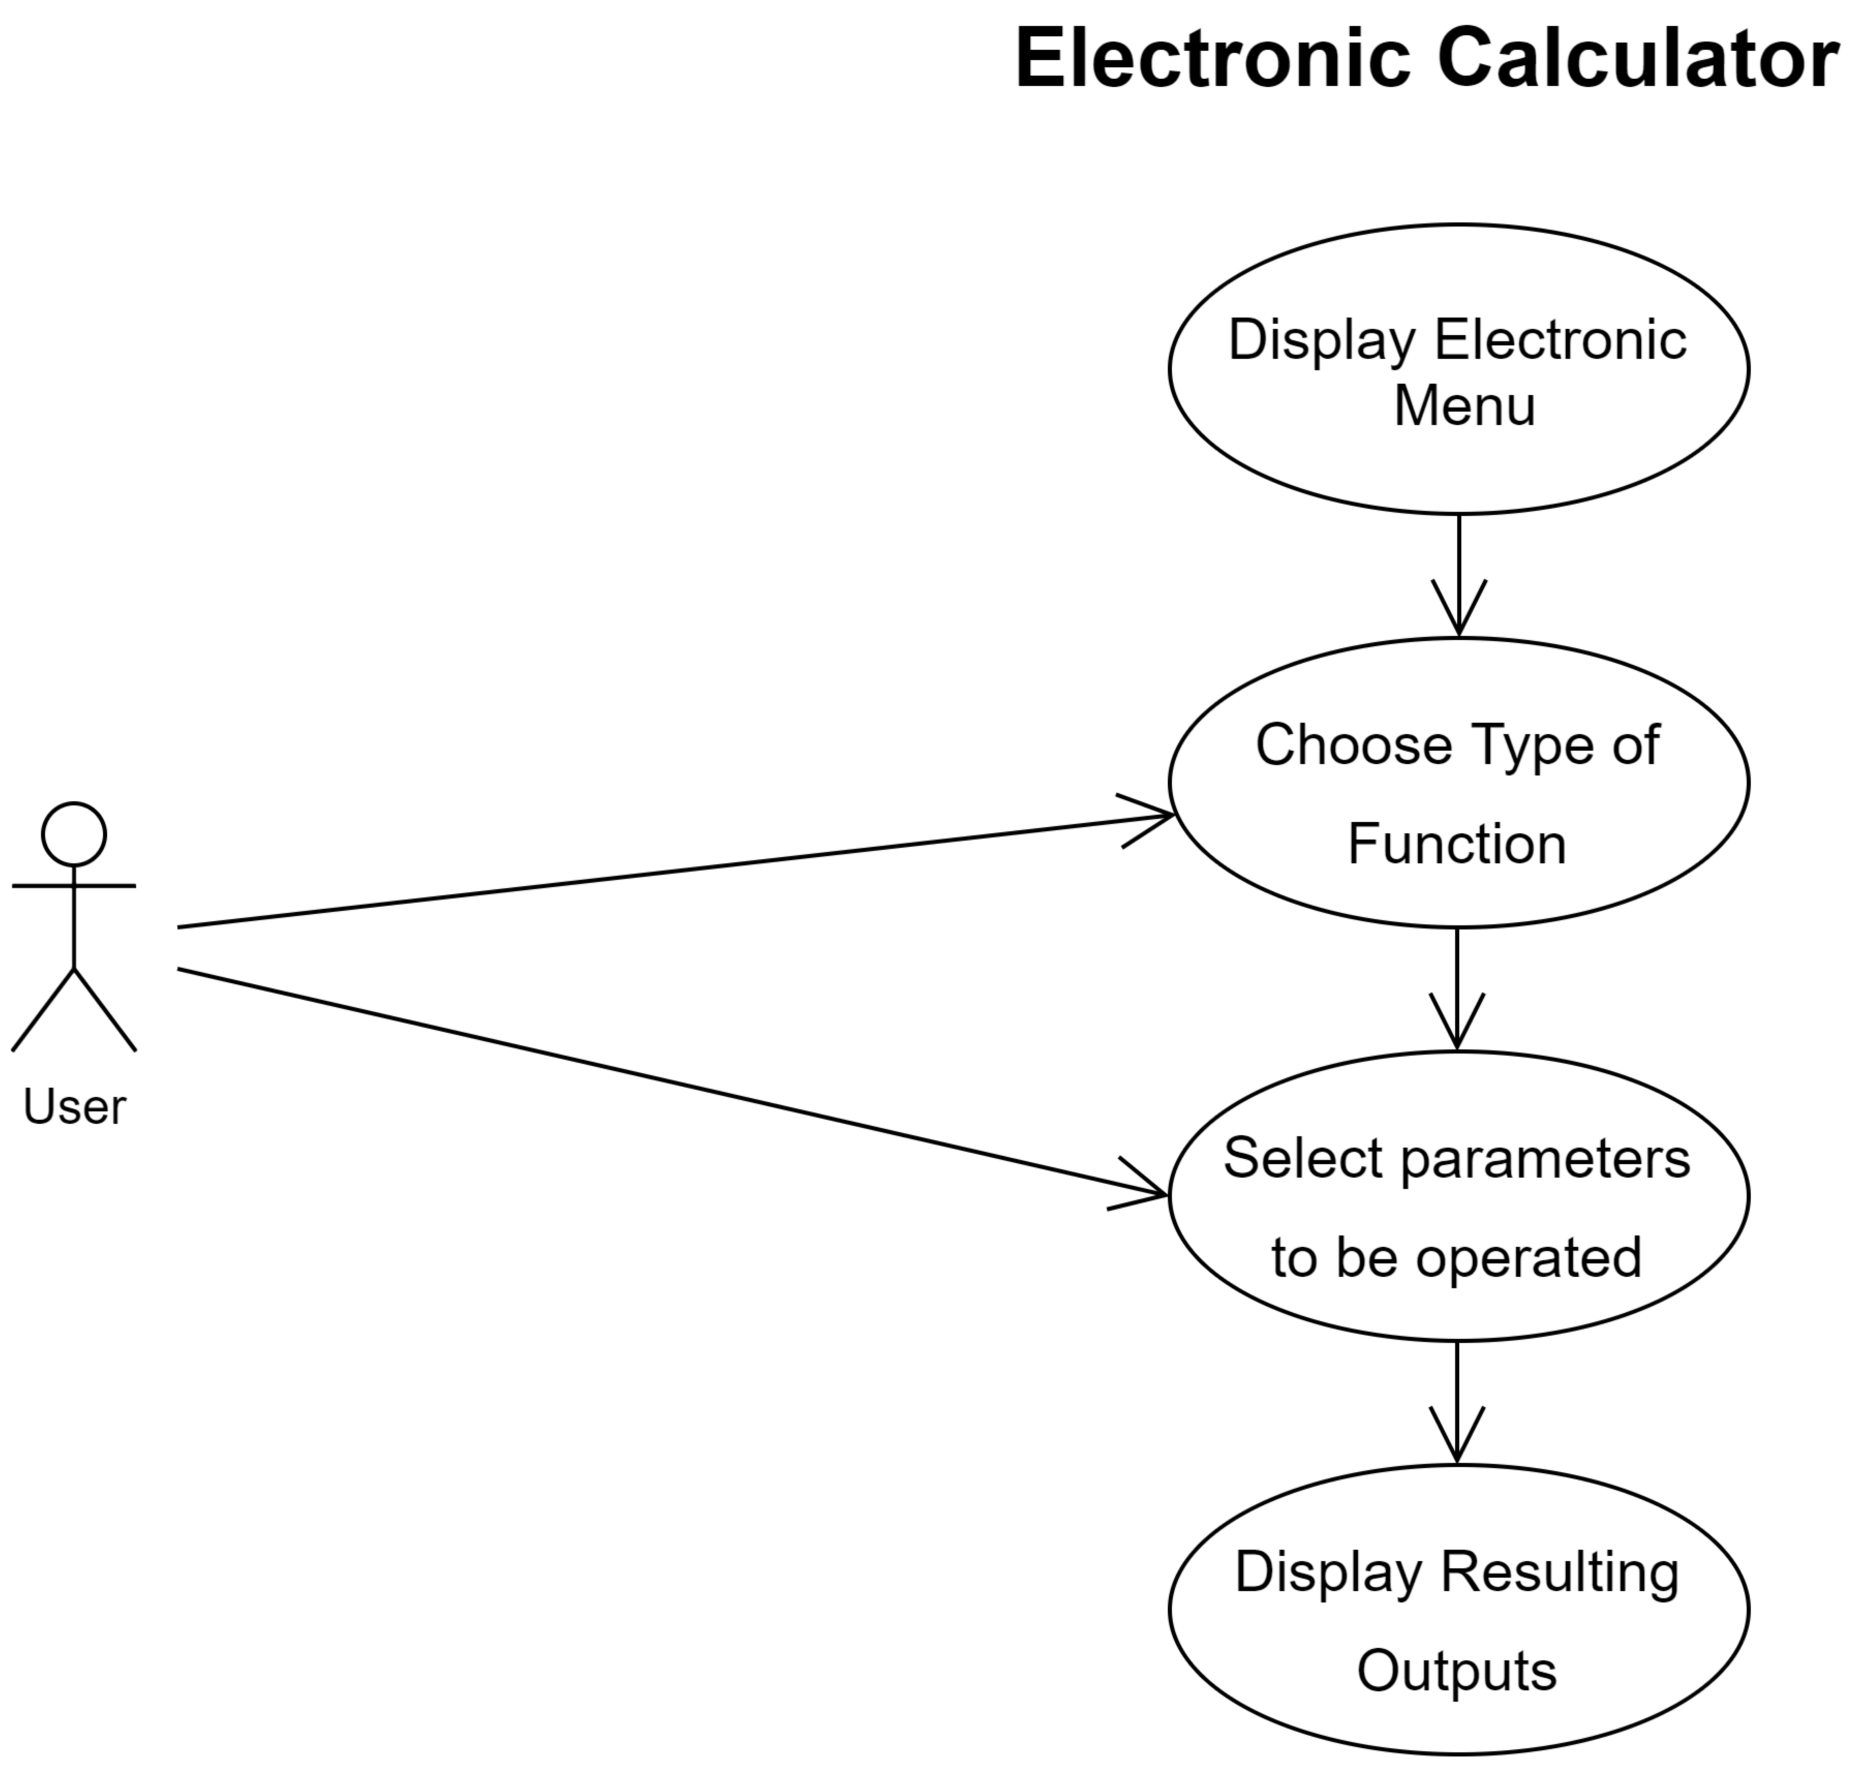 Electronic Calculator
Display Electronic
Menu
Choose Type of
Function
User
Select parameters
to be operated
Display Resulting
Outputs